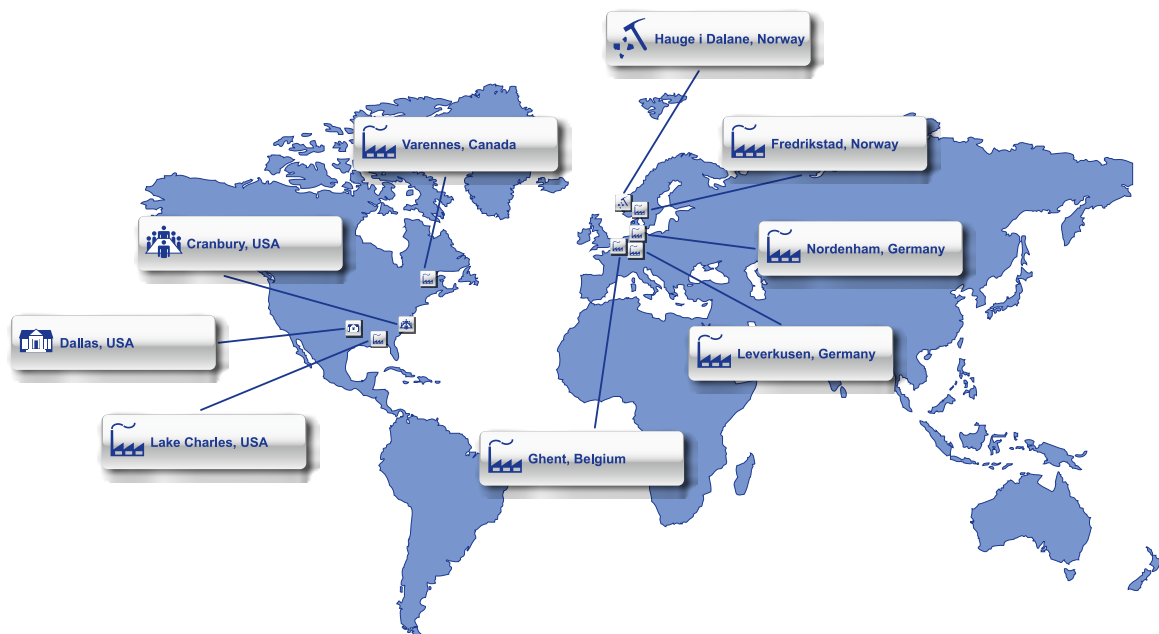 Hauge i Dalane, Norway
Varennes, Canada
Fredrikstad, Norway
Cranbury, USA
Nordenham, Germany
Dallas, USA
Leverkusen, Germany
Lake Charles, USA
Ghent, Belgium